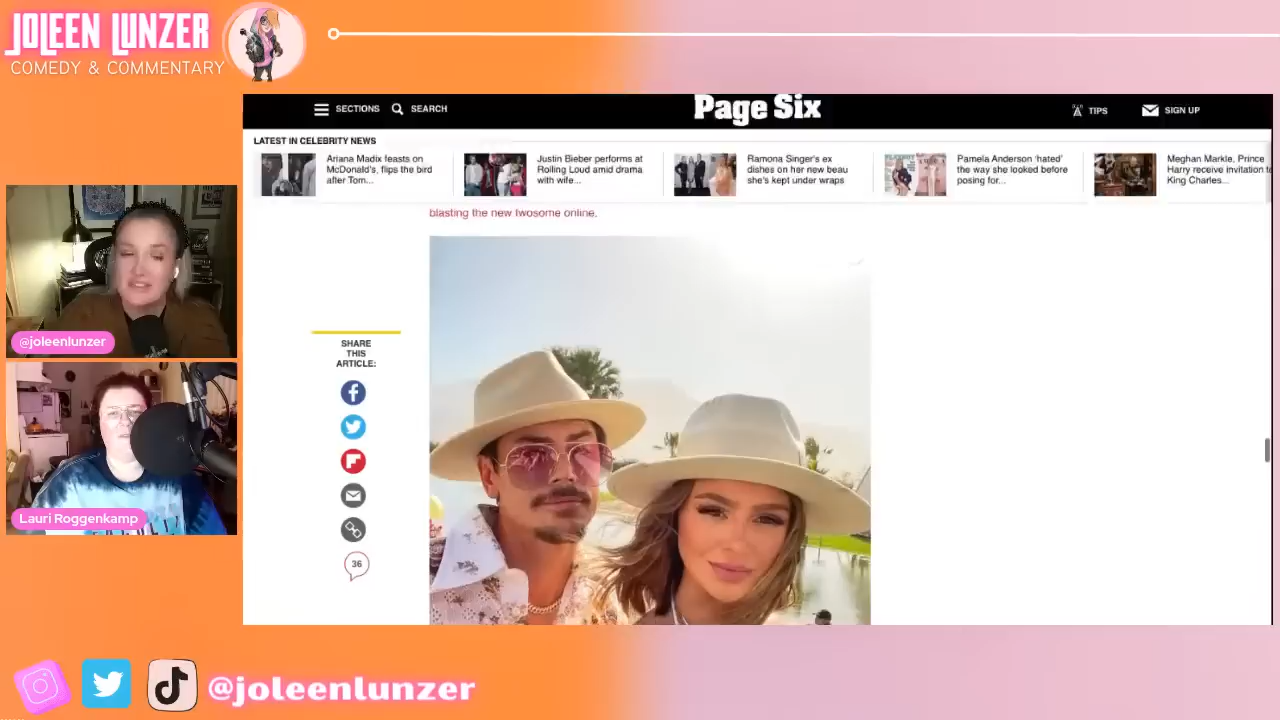 JOLEEN LUNZER
COMEDY & COMMENTARY
SECTIONS
SEARCH
Page Six
TIPS
SIGN UP
LATEST IN CELEBRITY NEWS
Ariana Madix feasts on
McDonald's, flips the bird
after Tom...
Justin Bieber performs at
Rolling Loud amid drama
with wife...
Ramona Singer's ex
dishes on her new beau
she's kept under wraps
Pamela Anderson 'hated'
the way she looked before
posing for...
Meghan Markle, Prince
Harry receive invitation to
King Charles...
blasting the new twosome online.
SHARE
THIS
ARTICLE:
36
@joleenlunzer
Lauri Roggenkamp
@joleenlunzer